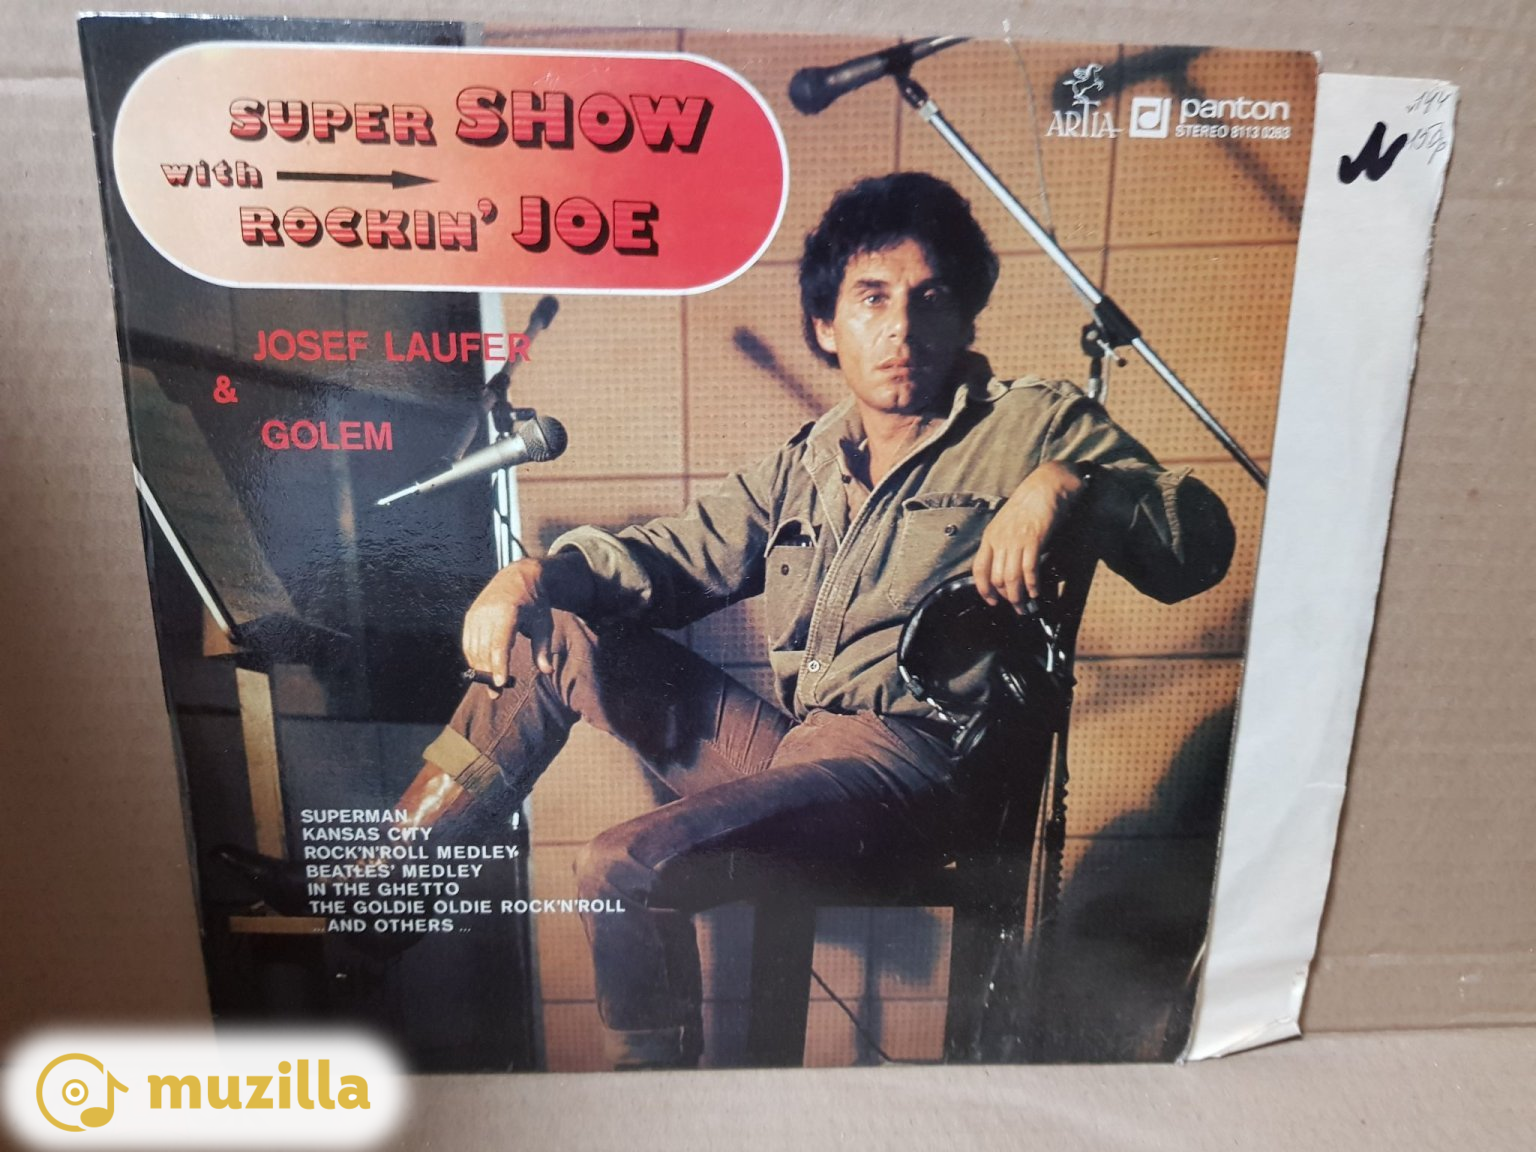 SUPER SHOW
with
ROCKIN' JOE
ARTIA
panton
STEREO 8113 0263
JOSEF LAUFER
&
GOLEM
SUPERMAN
KANSAS CITY
ROCK'N'ROLL MEDLEY
BEATLES' MEDLEY
IN THE GHETTO
THE GOLDIE OLDIE ROCK'N'ROLL
...AND OTHERS...
muzilla